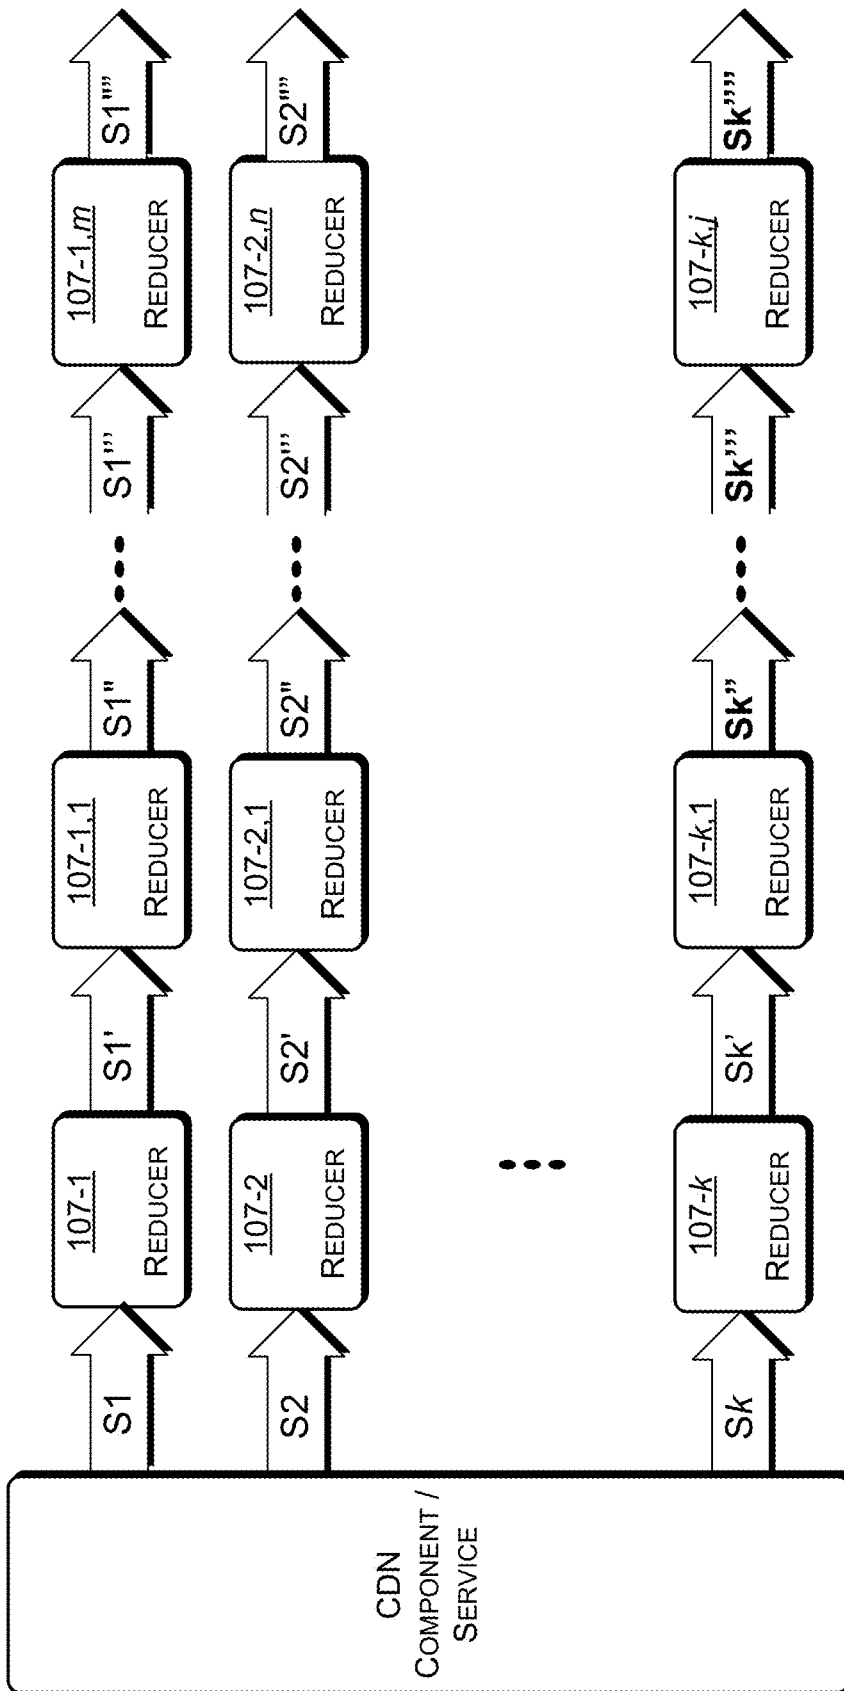 CDN
COMPONENT /
SERVICE
S1
107-1
REDUCER
S1'
107-1,1
REDUCER
S1"
S1"'
107-1,m
REDUCER
S1""
S2
107-2
REDUCER
S2'
107-2,1
REDUCER
S2"
S2"'
107-2,n
REDUCER
S2""
Sk
107-k
REDUCER
Sk’
107-k,1
REDUCER
Sk”
Sk”’
107-k,j
REDUCER
Sk””